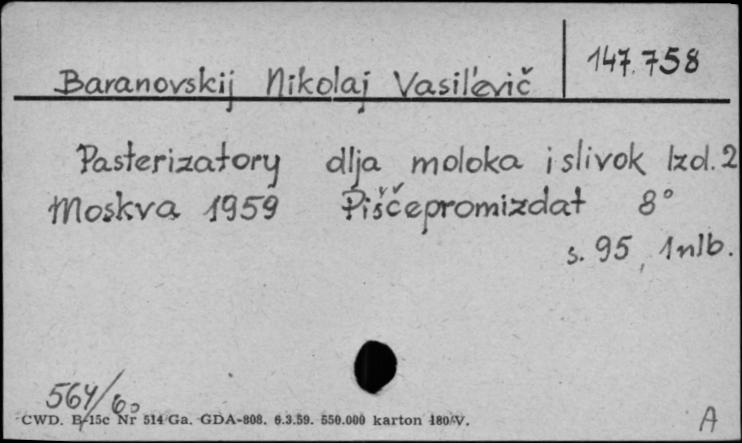 147.758
Baranovskij Nikolaj Vasil'evič
Pasterizatory dlja moloka i slivok Izd. 2
Moskva 1959 Piščepromizdat 8°
s. 95, 1 nlb.
564/60
CWD. B-15c Nr 514 Ga. GDA-808. 6.3.59. 550.000 karton 180 V.
A